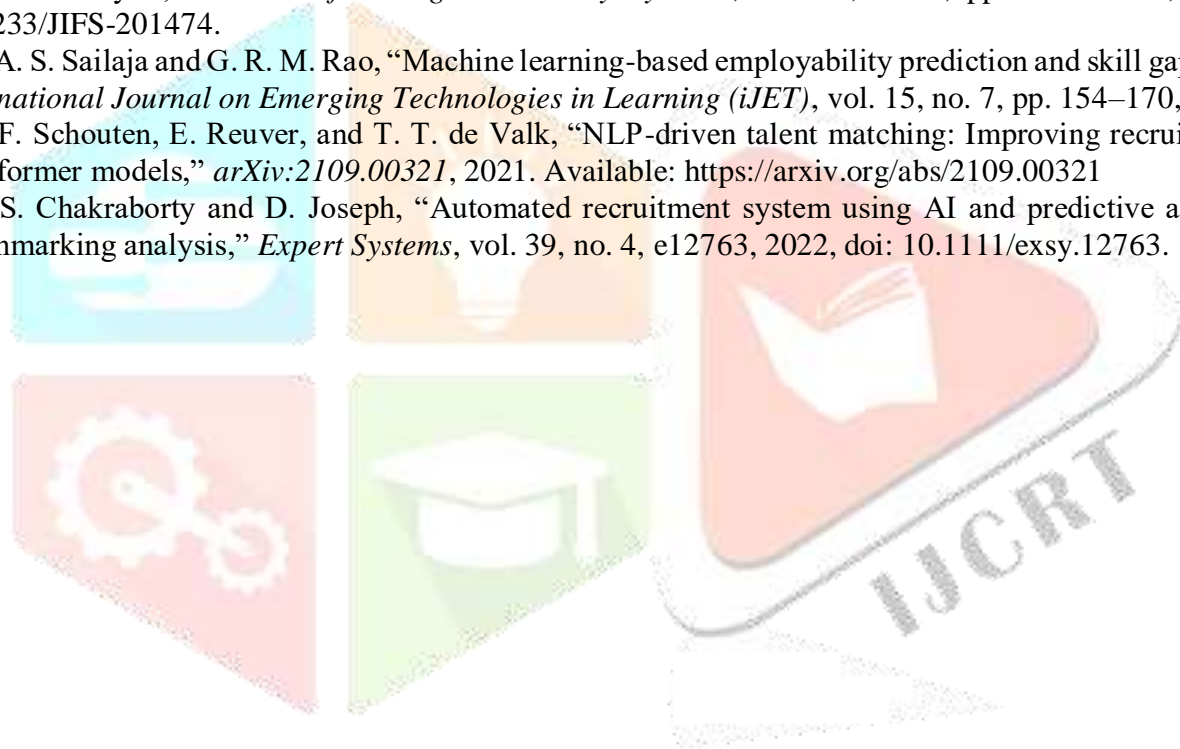 233/JIFS-201474.
A. S. Sailaja and G. R. M. Rao, “Machine learning-based employability prediction and skill gap
national Journal on Emerging Technologies in Learning (iJET), vol. 15, no. 7, pp. 154–170,
F. Schouten, E. Reuver, and T. T. de Valk, “NLP-driven talent matching: Improving recrui
former models,” arXiv:2109.00321, 2021. Available: https://arxiv.org/abs/2109.00321
S. Chakraborty and D. Joseph, “Automated recruitment system using AI and predictive a
nmarking analysis,” Expert Systems, vol. 39, no. 4, e12763, 2022, doi: 10.1111/exsy.12763.
IJCRT